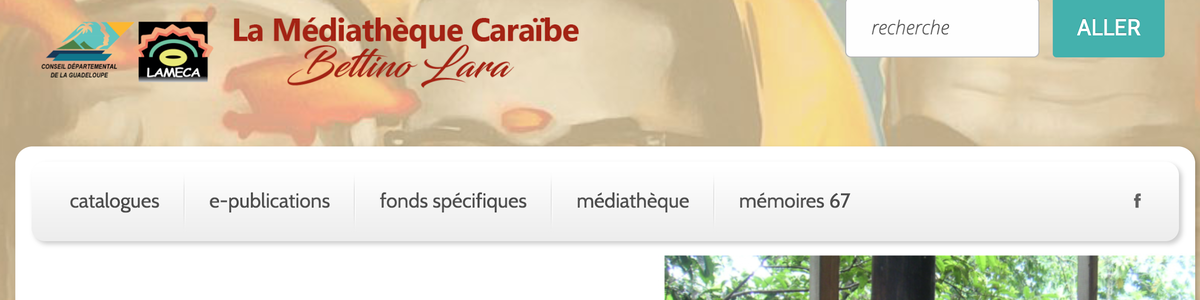 La Médiathèque Caraïbe
Bettino Lara
CONSEIL DÉPARTEMENTAL
DE LA GUADELOUPE
LAMECA
recherche
ALLER
catalogues
e-publications
fonds spécifiques
médiathèque
mémoires 67
f